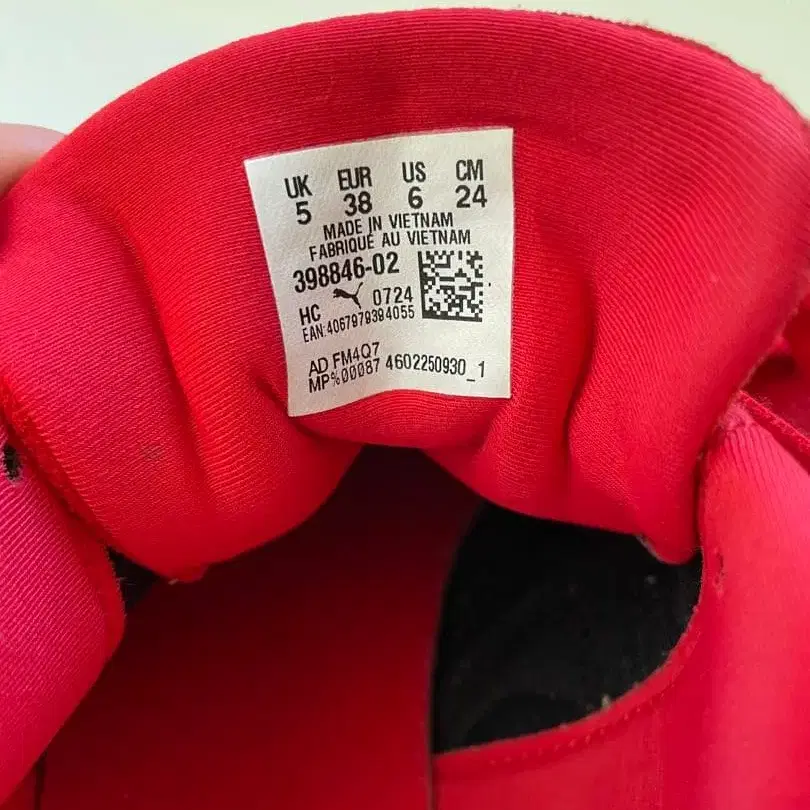 UK EUR US CM
5 38 6 24
MADE IN VIETNAM
FABRIQUÉ AU VIETNAM
398846-02
HC 0724
EAN:4067979394055
AD FM4Q7
MP%00087 4602250930_1